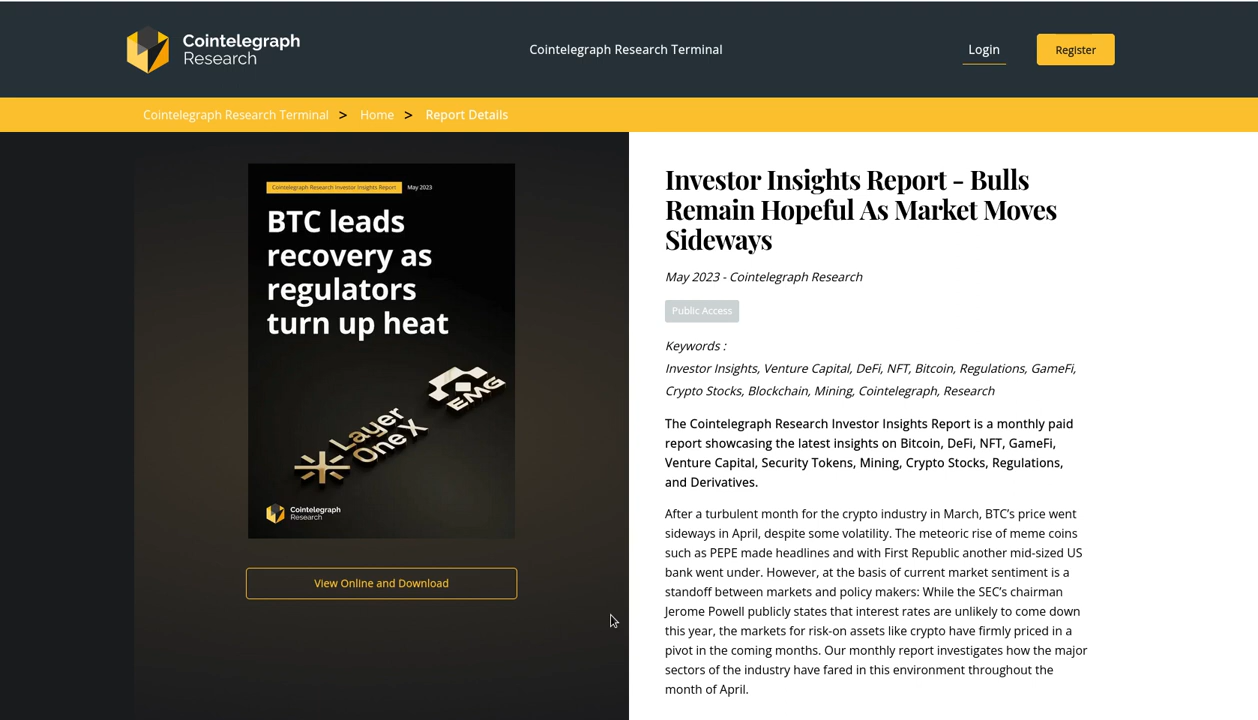 Cointelegraph
Research
Cointelegraph Research Terminal
Login
Register
Cointelegraph Research Terminal > Home > Report Details
Cointelegraph Research Investor Insights Report May 2023
BTC leads
recovery as
regulators
turn up heat
Layer
One X
EMG
Cointelegraph
Research
View Online and Download
Investor Insights Report - Bulls
Remain Hopeful As Market Moves
Sideways
May 2023 - Cointelegraph Research
Public Access
Keywords :
Investor Insights, Venture Capital, DeFi, NFT, Bitcoin, Regulations, GameFi,
Crypto Stocks, Blockchain, Mining, Cointelegraph, Research
The Cointelegraph Research Investor Insights Report is a monthly paid
report showcasing the latest insights on Bitcoin, DeFi, NFT, GameFi,
Venture Capital, Security Tokens, Mining, Crypto Stocks, Regulations,
and Derivatives.
After a turbulent month for the crypto industry in March, BTC’s price went
sideways in April, despite some volatility. The meteoric rise of meme coins
such as PEPE made headlines and with First Republic another mid-sized US
bank went under. However, at the basis of current market sentiment is a
standoff between markets and policy makers: While the SEC’s chairman
Jerome Powell publicly states that interest rates are unlikely to come down
this year, the markets for risk-on assets like crypto have firmly priced in a
pivot in the coming months. Our monthly report investigates how the major
sectors of the industry have fared in this environment throughout the
month of April.